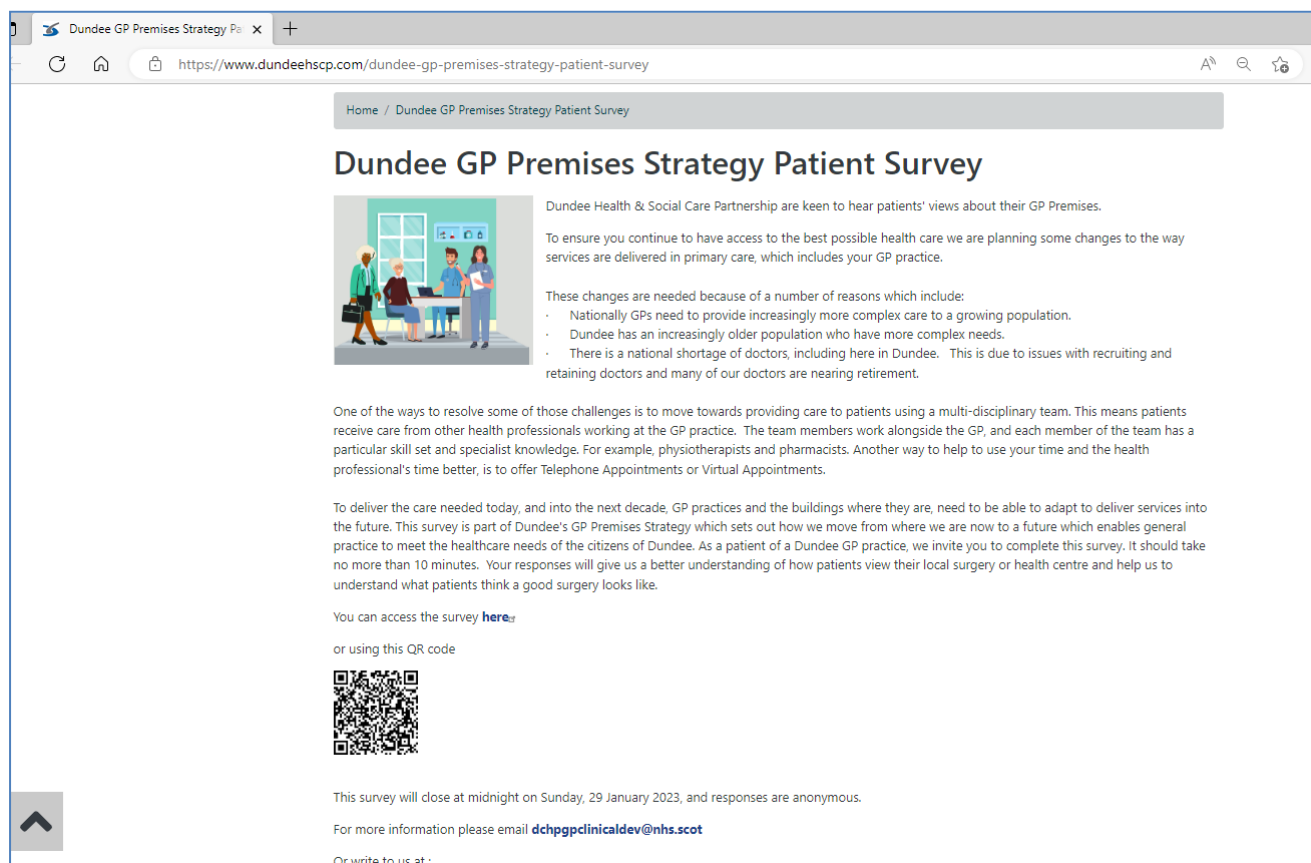 Dundee GP Premises Strategy Pa
https://www.dundeehscp.com/dundee-gp-premises-strategy-patient-survey
Home / Dundee GP Premises Strategy Patient Survey
Dundee GP Premises Strategy Patient Survey
Dundee Health & Social Care Partnership are keen to hear patients' views about their GP Premises.
To ensure you continue to have access to the best possible health care we are planning some changes to the way
services are delivered in primary care, which includes your GP practice.
These changes are needed because of a number of reasons which include:
· Nationally GPs need to provide increasingly more complex care to a growing population.
· Dundee has an increasingly older population who have more complex needs.
· There is a national shortage of doctors, including here in Dundee. This is due to issues with recruiting and
retaining doctors and many of our doctors are nearing retirement.
One of the ways to resolve some of those challenges is to move towards providing care to patients using a multi-disciplinary team. This means patients
receive care from other health professionals working at the GP practice. The team members work alongside the GP, and each member of the team has a
particular skill set and specialist knowledge. For example, physiotherapists and pharmacists. Another way to help to use your time and the health
professional's time better, is to offer Telephone Appointments or Virtual Appointments.
To deliver the care needed today, and into the next decade, GP practices and the buildings where they are, need to be able to adapt to deliver services into
the future. This survey is part of Dundee's GP Premises Strategy which sets out how we move from where we are now to a future which enables general
practice to meet the healthcare needs of the citizens of Dundee. As a patient of a Dundee GP practice, we invite you to complete this survey. It should take
no more than 10 minutes. Your responses will give us a better understanding of how patients view their local surgery or health centre and help us to
understand what patients think a good surgery looks like.
You can access the survey here
or using this QR code
This survey will close at midnight on Sunday, 29 January 2023, and responses are anonymous.
For more information please email dchpgpclinicaldev@nhs.scot
Or write to us at :